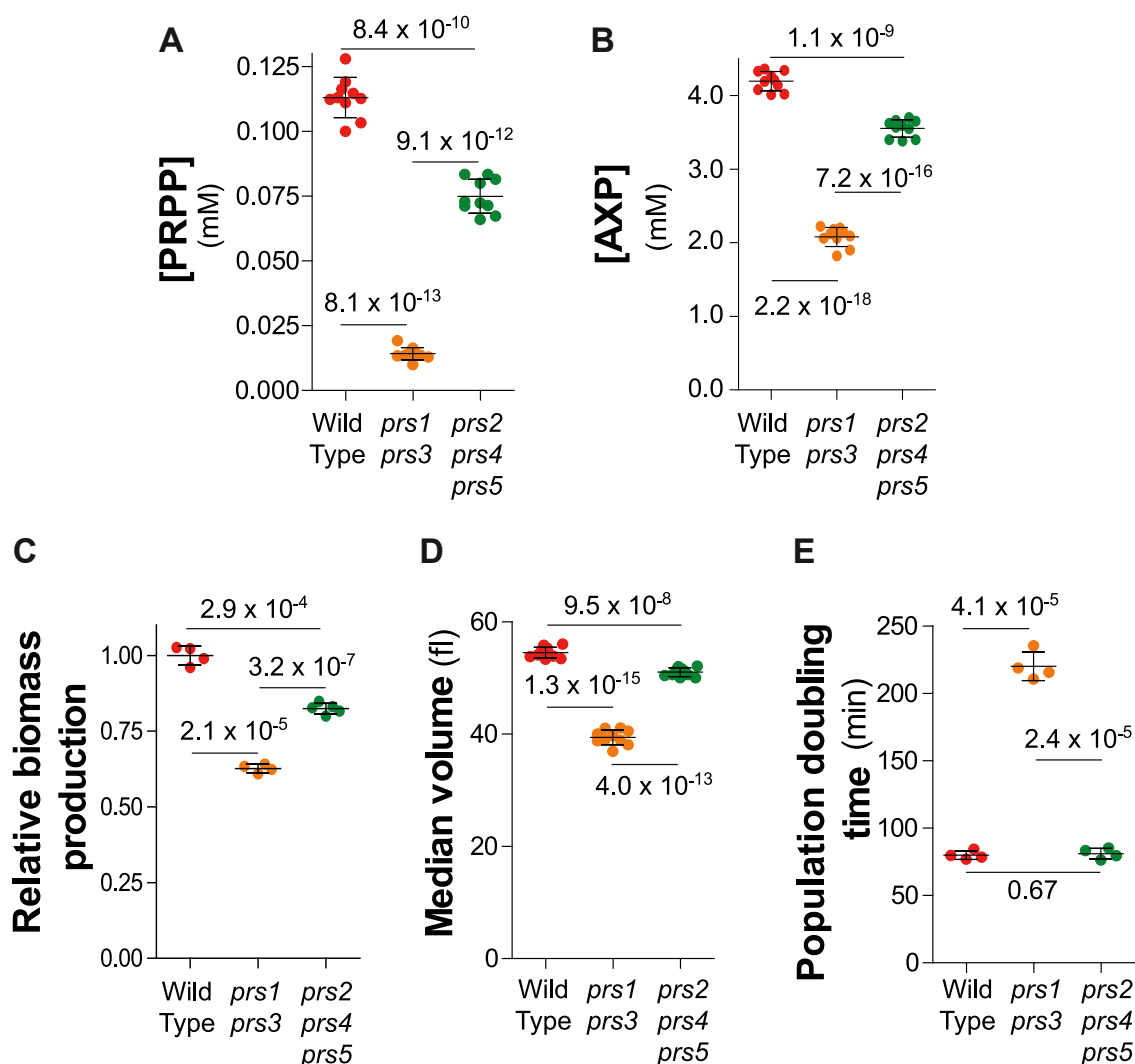 A
8.4 x 10-10
[PRPP]
(mM)
0.125
0.100
0.075
0.050
0.025
0.000
9.1 x 10-12
8.1 x 10-13
Wild prs1 prs2
Type prs3 prs4
prs5
B
1.1 x 10-9
[AXP]
(mM)
4.0
3.0
2.0
1.0
0.0
7.2 x 10-16
2.2 x 10-18
Wild prs1 prs2
Type prs3 prs4
prs5
C
2.9 x 10-4
Relative biomass
production
1.00
0.75
0.50
0.25
0.00
3.2 x 10-7
2.1 x 10-5
Wild prs1 prs2
Type prs3 prs4
prs5
D
9.5 x 10-8
Median volume (fl)
60
40
20
0
1.3 x 10-15
4.0 x 10-13
Wild prs1 prs2
Type prs3 prs4
prs5
E
4.1 x 10-5
Population doubling
time (min)
250
200
150
100
50
0
2.4 x 10-5
0.67
Wild prs1 prs2
Type prs3 prs4
prs5